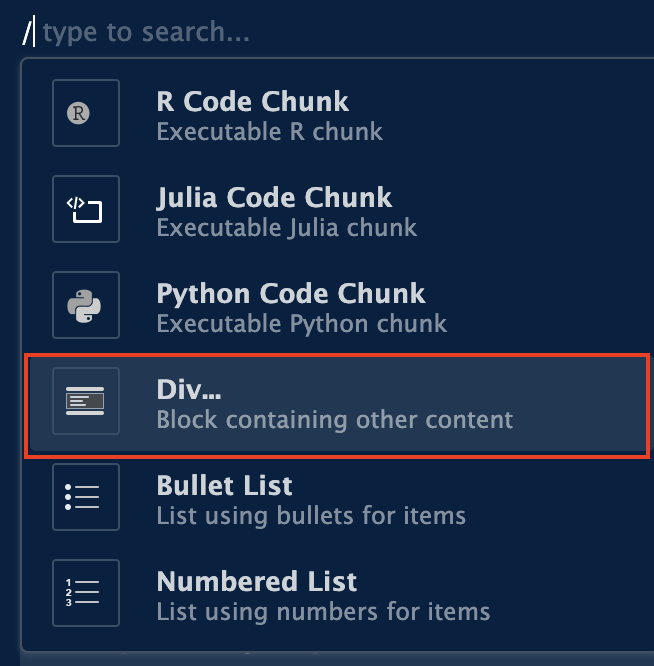 /type to search...
R
R Code Chunk
Executable R chunk
</>
Julia Code Chunk
Executable Julia chunk
Python Code Chunk
Executable Python chunk
Div...
Block containing other content
Bullet List
List using bullets for items
1
2
3
Numbered List
List using numbers for items